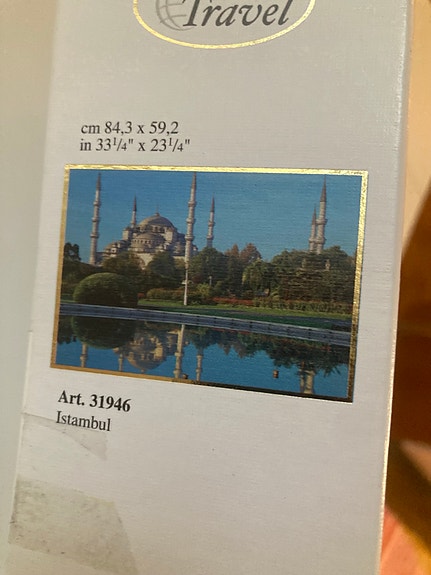 Travel
cm 84,3 x 59,2
in 33¹/₄" x 23¹/₄"
Art. 31946
Istambul